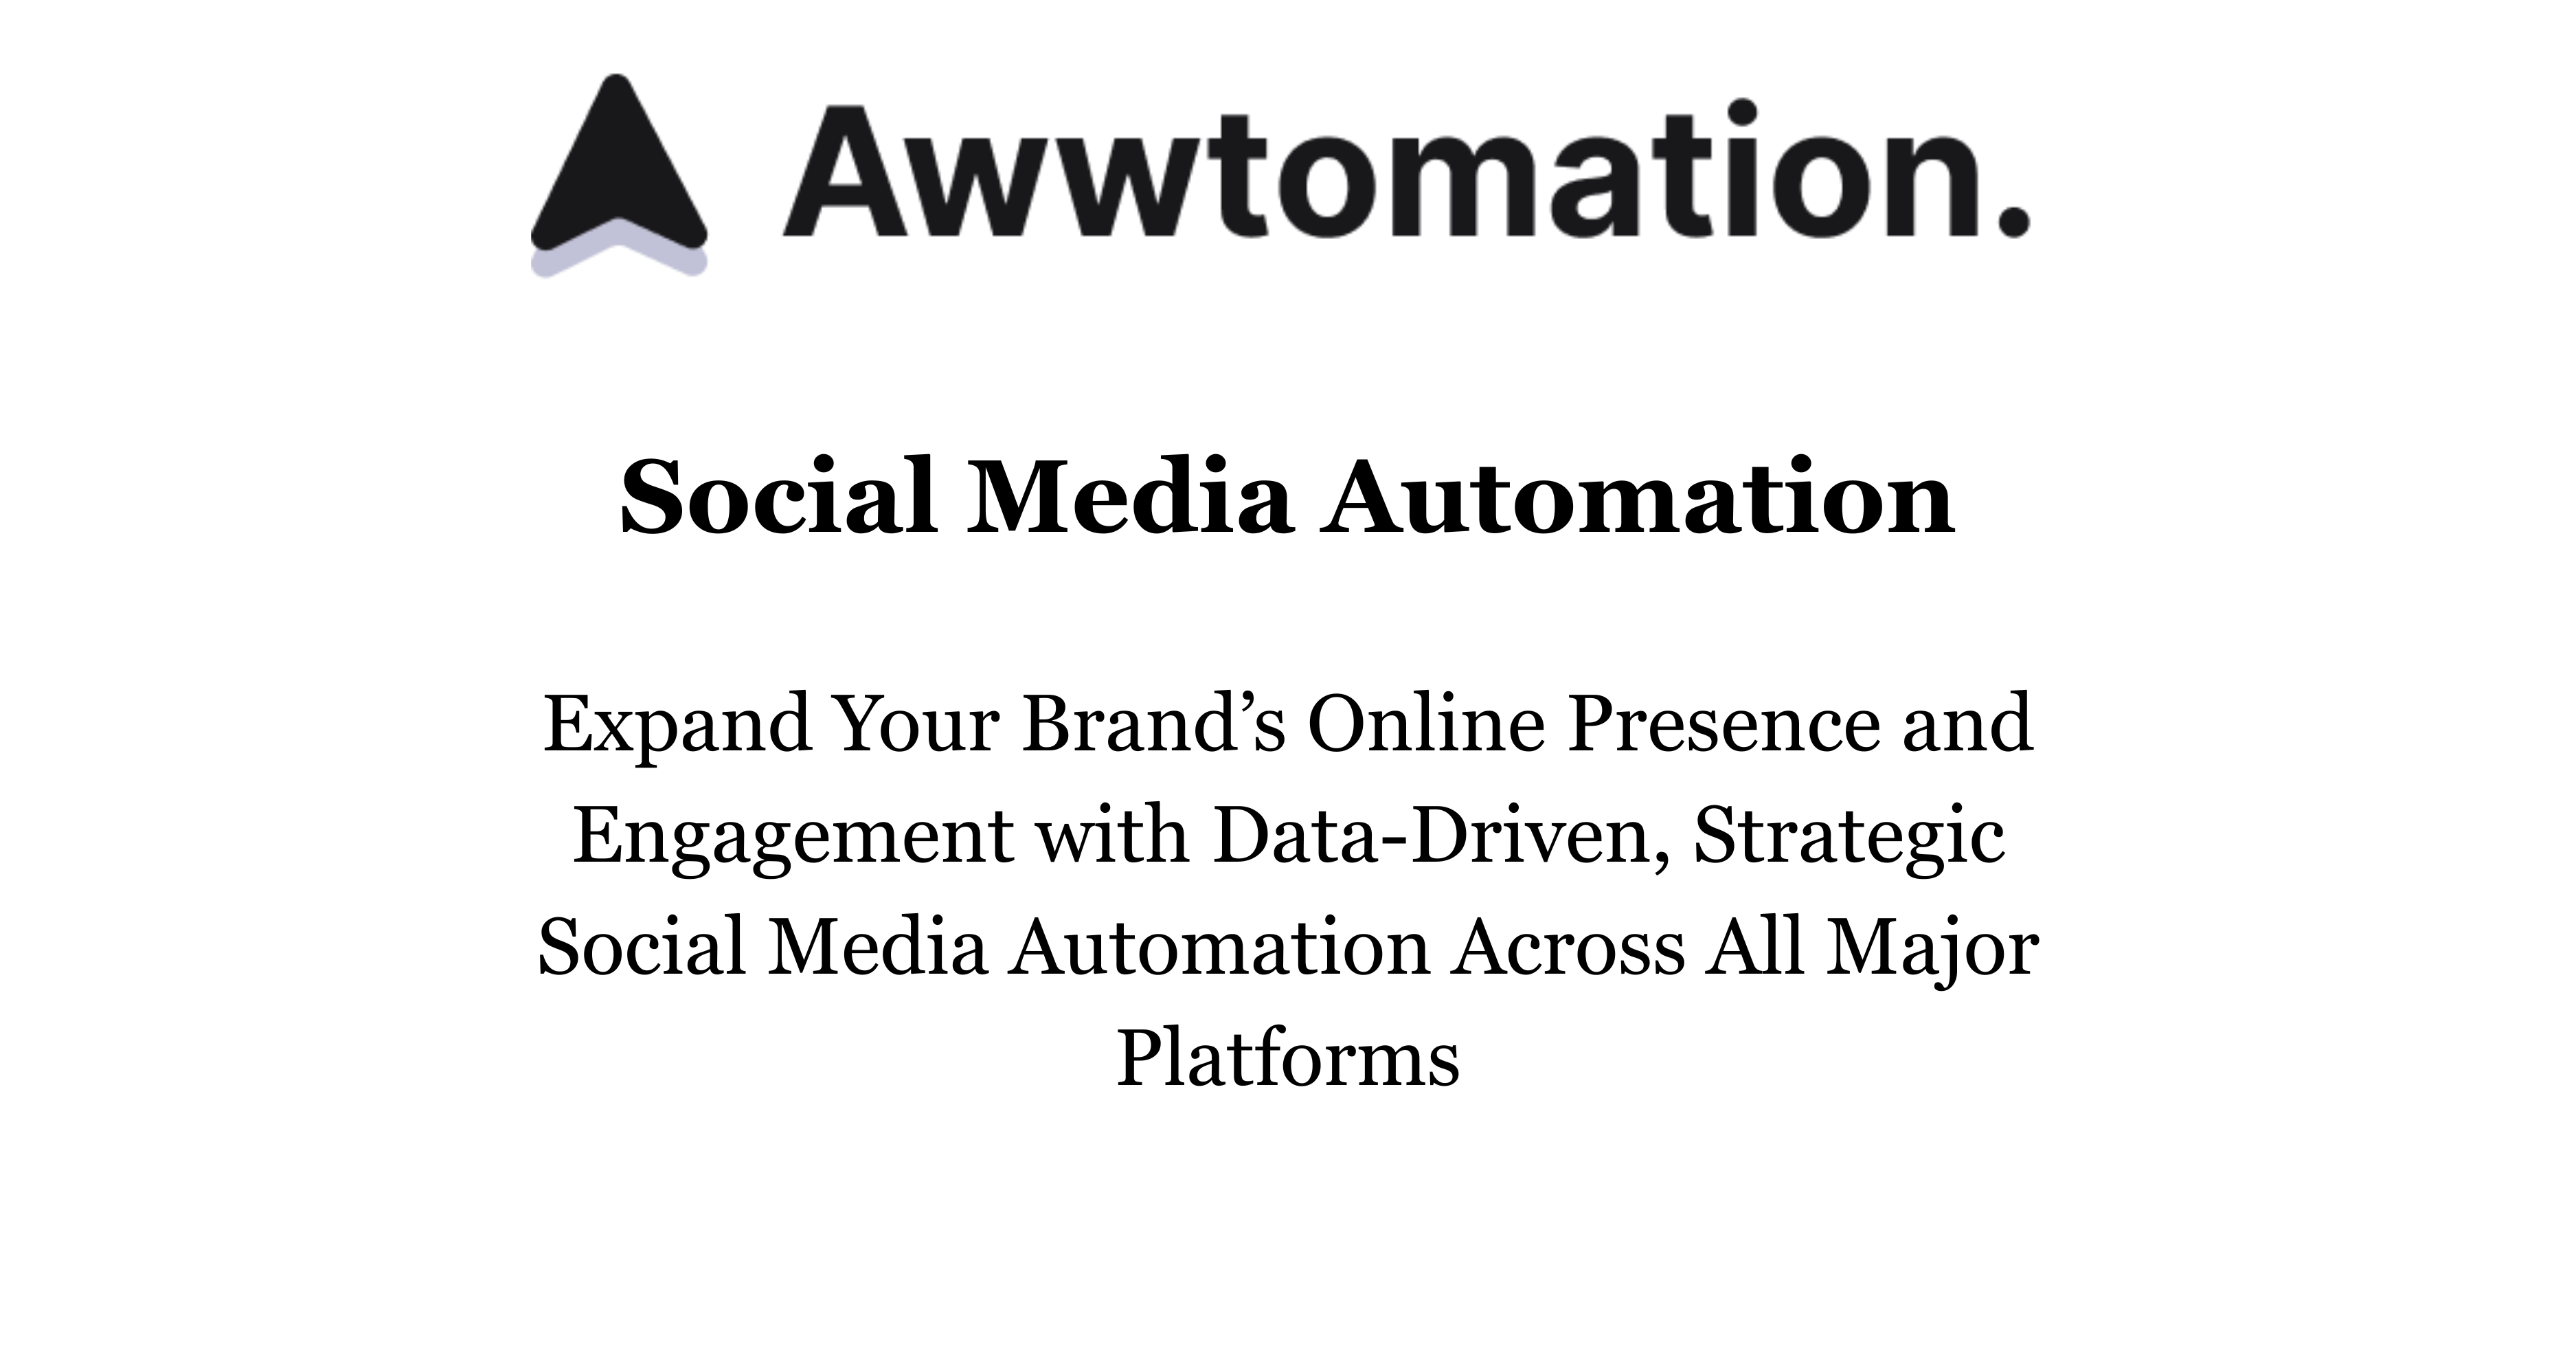 Awwtomation.
Social Media Automation
Expand Your Brand’s Online Presence and
Engagement with Data-Driven, Strategic
Social Media Automation Across All Major
Platforms